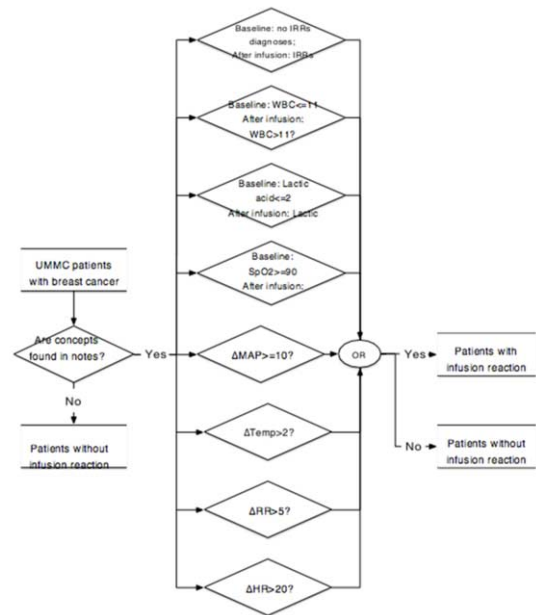 Baseline: no IRRs
diagnoses;
After infusion: IRRs
Baseline: WBC<=11
After infusion:
WBC>11?
Baseline: Lactic
acid<=2
After infusion: Lactic
Baseline:
SpO2>=90
After infusion:
UMMC patients
with breast cancer
Are concepts
found in notes?
Yes
No
Patients without
infusion reaction
ΔMAP>=10?
ΔTemp>2?
ΔRR>5?
ΔHR>20?
OR
Yes
Patients with
infusion reaction
No
Patients without
infusion reaction